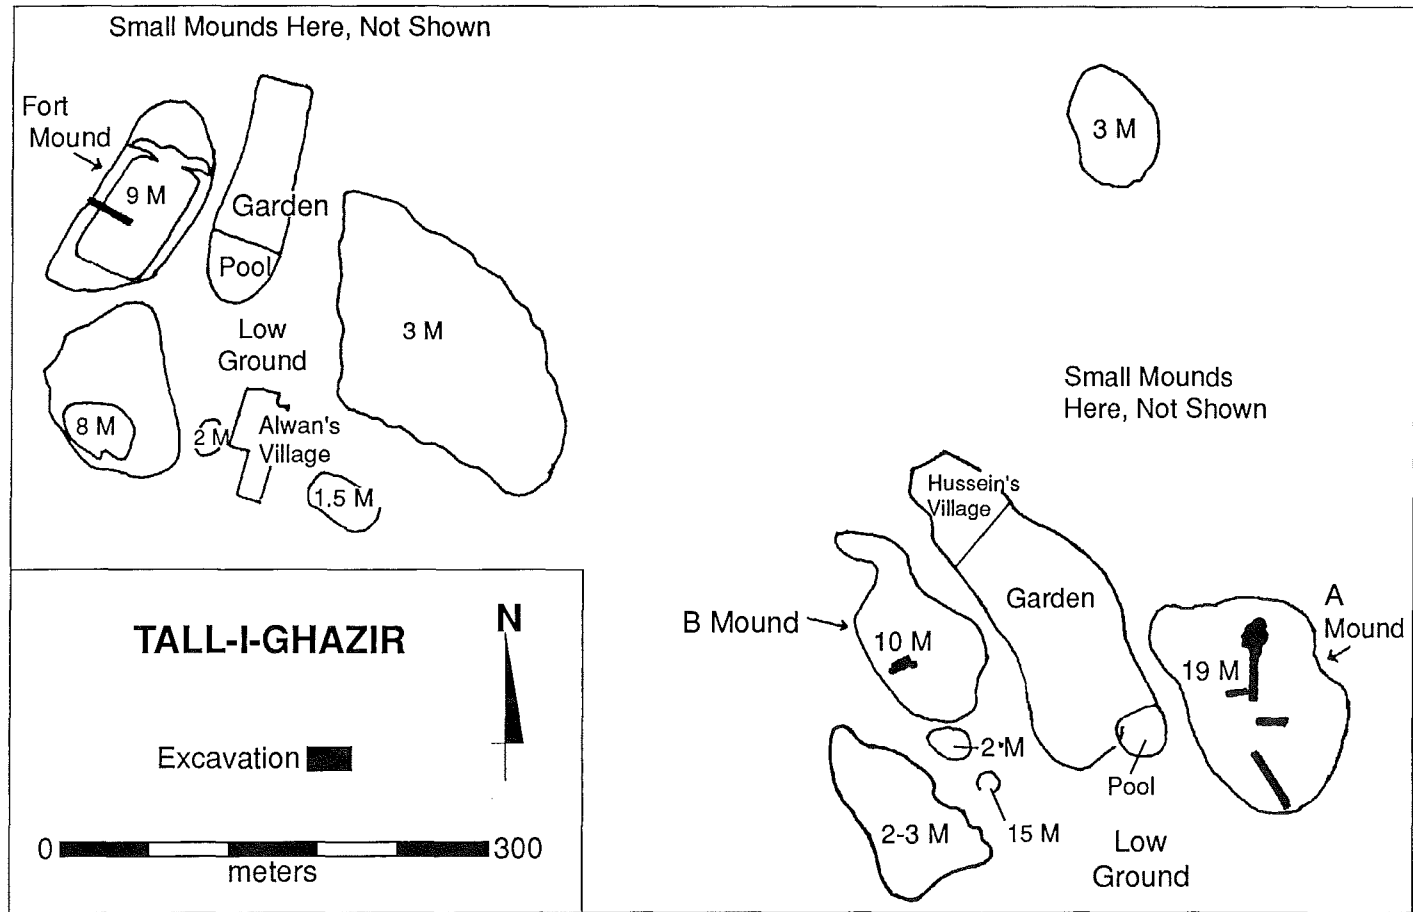 Small Mounds Here, Not Shown
Fort
Mound
9 M
Garden
Pool
3 M
3 M
Low
Ground
8 M
2 M
Alwan's
Village
1.5 M
Small Mounds
Here, Not Shown
Hussein's
Village
Garden
B Mound
10 M
A
Mound
19 M
2 M
Pool
2-3 M
15 M
Low
Ground
TALL-I-GHAZIR
N
Excavation
0 300
meters